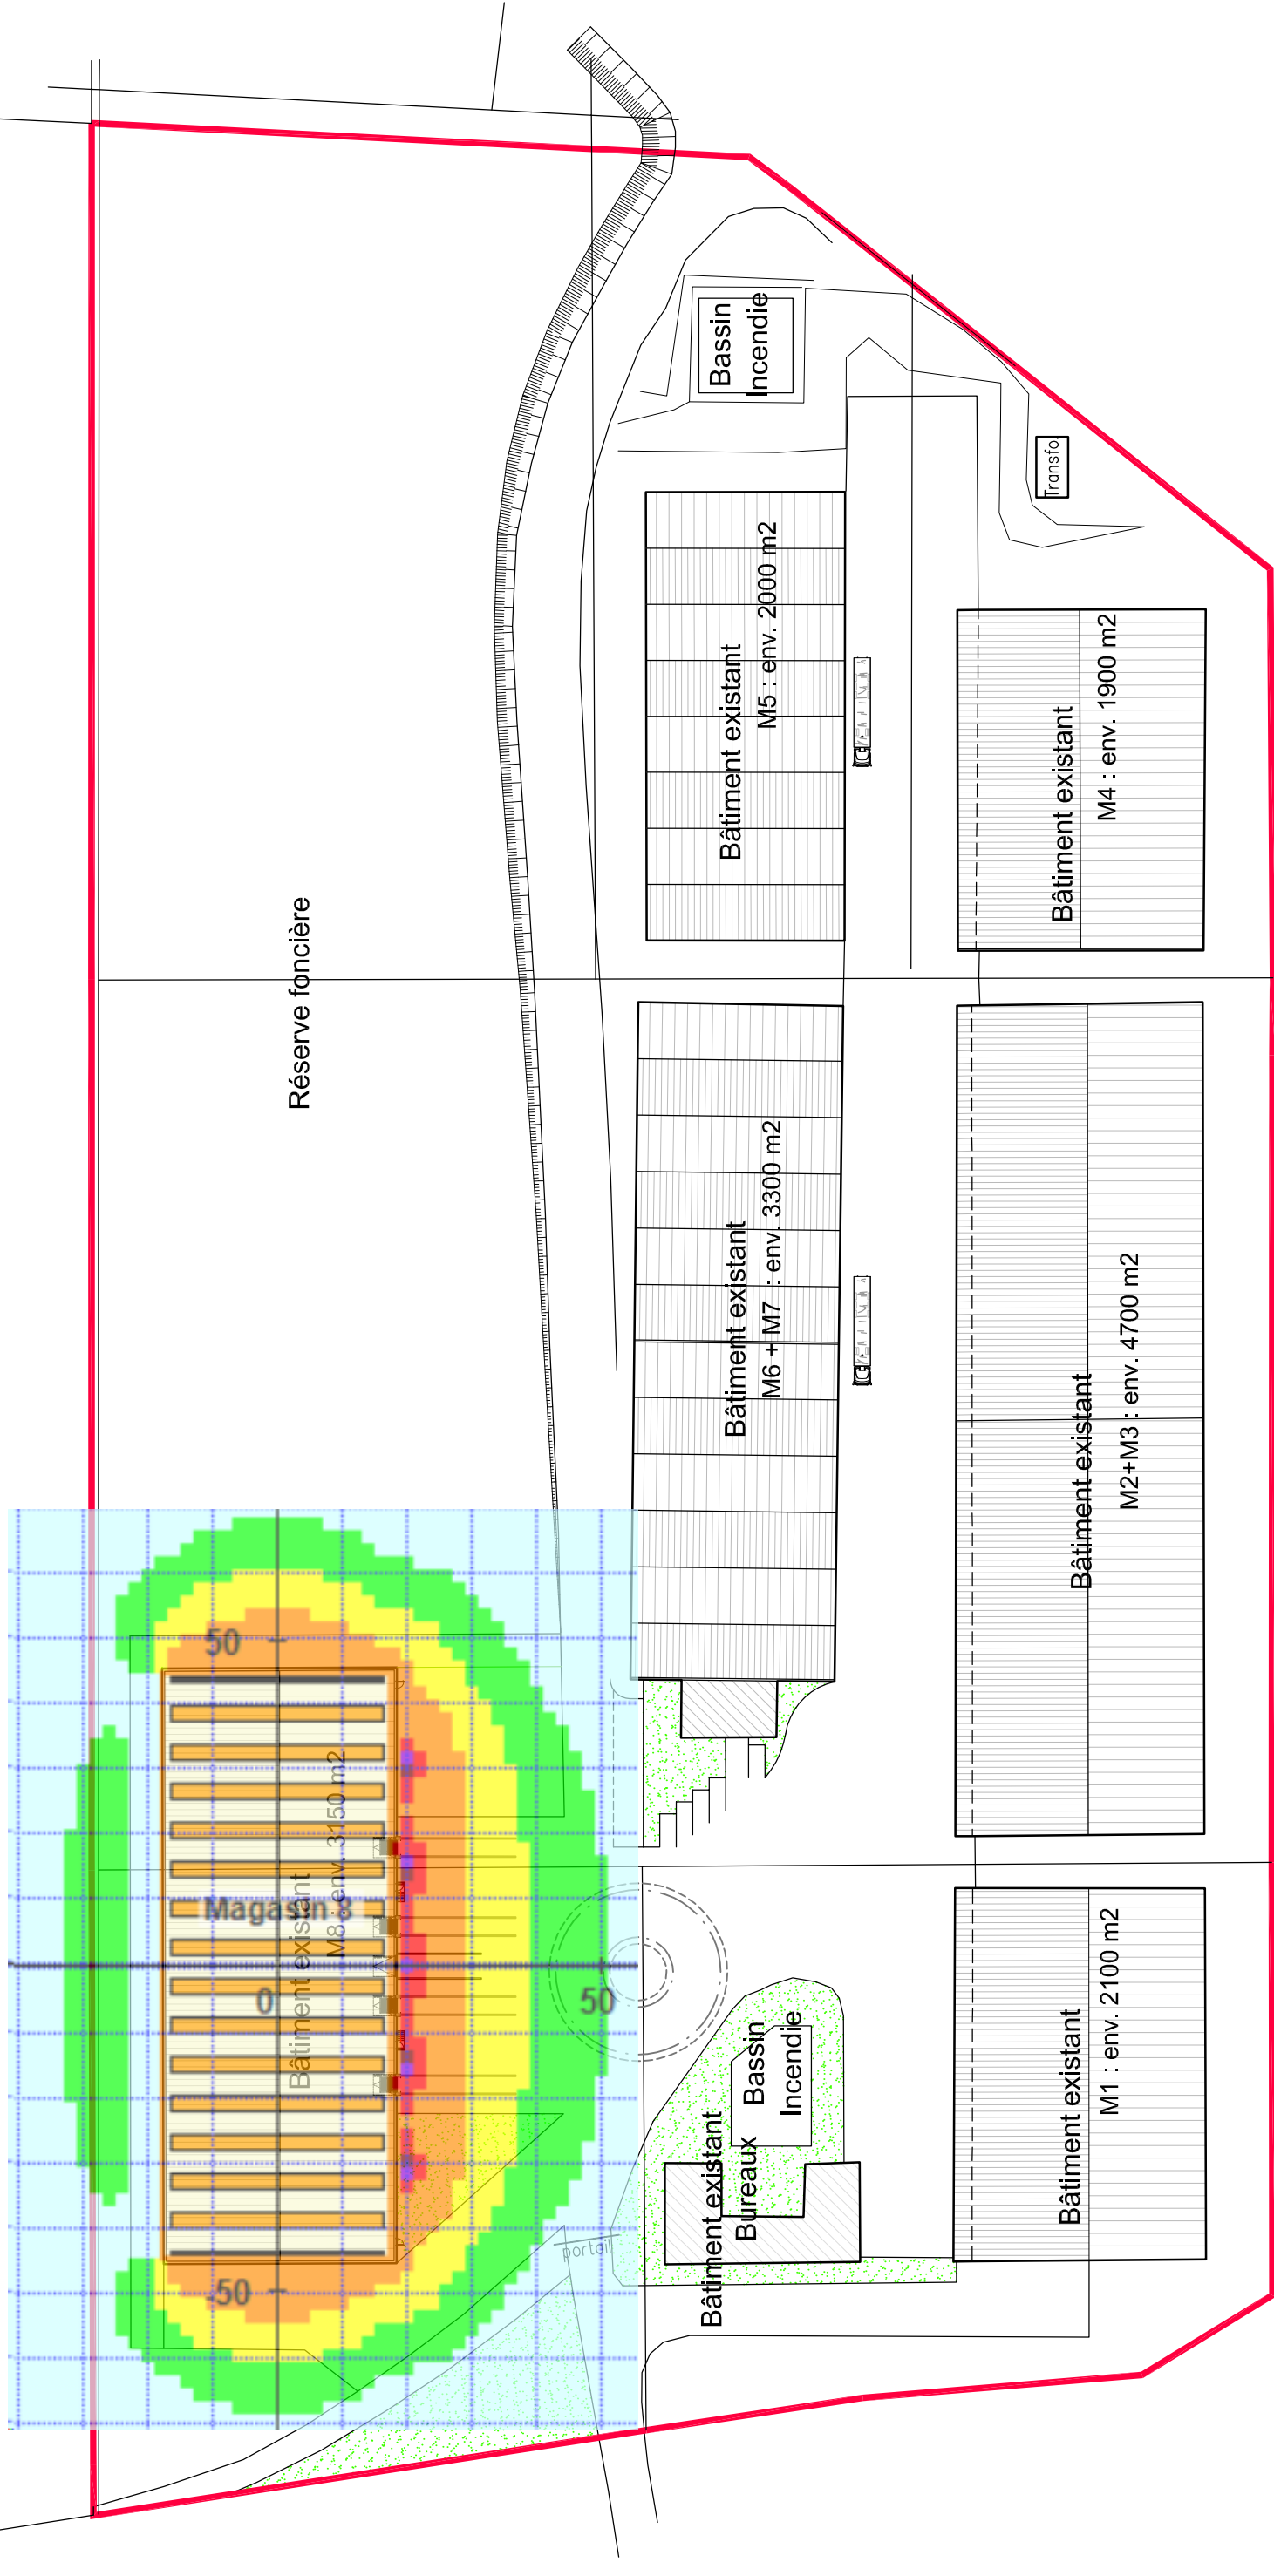 Bassin
Incendie
Transfo.
Bâtiment existant
M5 : env. 2000 m2
Bâtiment existant
M4 : env. 1900 m2
Réserve foncière
Bâtiment existant
M6 + M7 : env. 3300 m2
Bâtiment existant
M2+M3 : env. 4700 m2
50
Bâtiment existant
M8 : env. 3150 m2
Magasin 8
0
50
-50
portail
Bassin
Incendie
Bâtiment existant
Bureaux
Bâtiment existant
M1 : env. 2100 m2